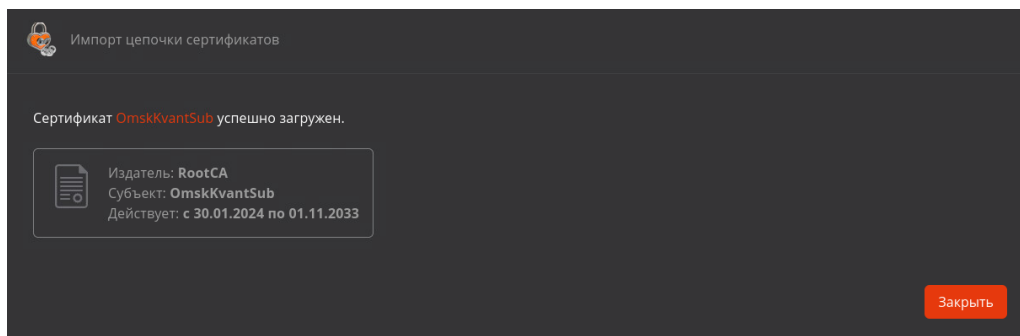 Импорт цепочки сертификатов
Сертификат OmskKvantSub успешно загружен.
Издатель: RootCA
Субъект: OmskKvantSub
Действует: с 30.01.2024 по 01.11.2033
Закрыть